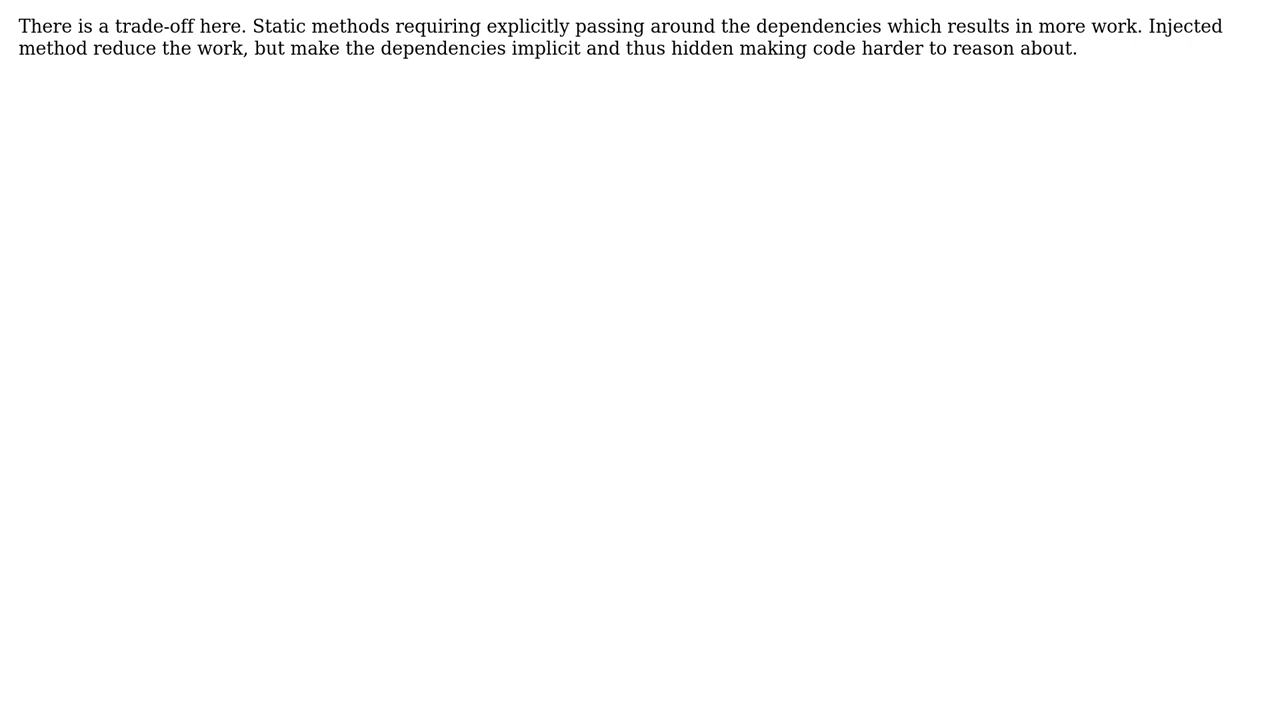 There is a trade-off here. Static methods requiring explicitly passing around the dependencies which results in more work. Injected
method reduce the work, but make the dependencies implicit and thus hidden making code harder to reason about.